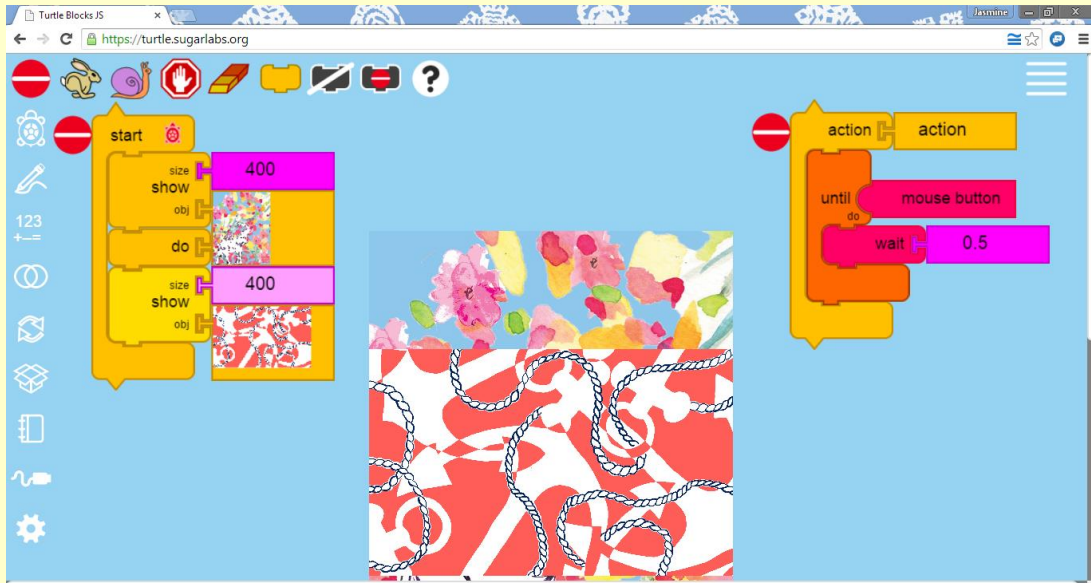 Turtle Blocks JS
Jasmine
https://turtle.sugarlabs.org
?
start
size 400
show
obj
do
size 400
show
obj
action action
until mouse button
do
wait 0.5
123
+–=